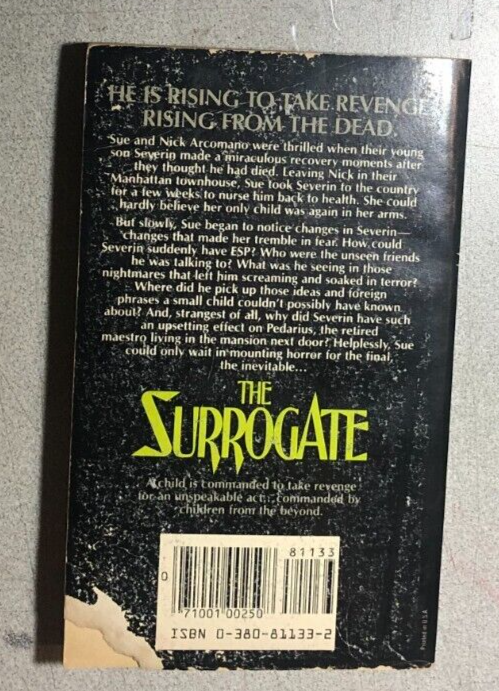 HE IS RISING TO TAKE REVENGE
RISING FROM THE DEAD.
Sue and Nick Arcomano were thrilled when their young
son Severin made a miraculous recovery moments after
they thought he had died. Leaving Nick in their
Manhattan townhouse, Sue took Severin to the country
for a few weeks to nurse him back to health. She could
hardly believe her only child was again in her arms.
But slowly, Sue began to notice changes in Severin—
changes that made her tremble in fear. How could
Severin suddenly have ESP? Who were the unseen friends
he was talking to? What was he seeing in those
nightmares that left him screaming and soaked in terror?
Where did he pick up those ideas and foreign
phrases a small child couldn't possibly have known
about? And, strangest of all, why did Severin have such
an upsetting effect on Pedarius, the retired
maestro living in the mansion next door? Helplessly, Sue
could only wait in mounting horror for the final,
the inevitable...
THE
SURROGATE
A child is commanded to take revenge
for an unspeakable act... commanded by
children from the beyond.
81133
0
71001 00250
ISBN 0-380-81133-2
Printed in U.S.A.